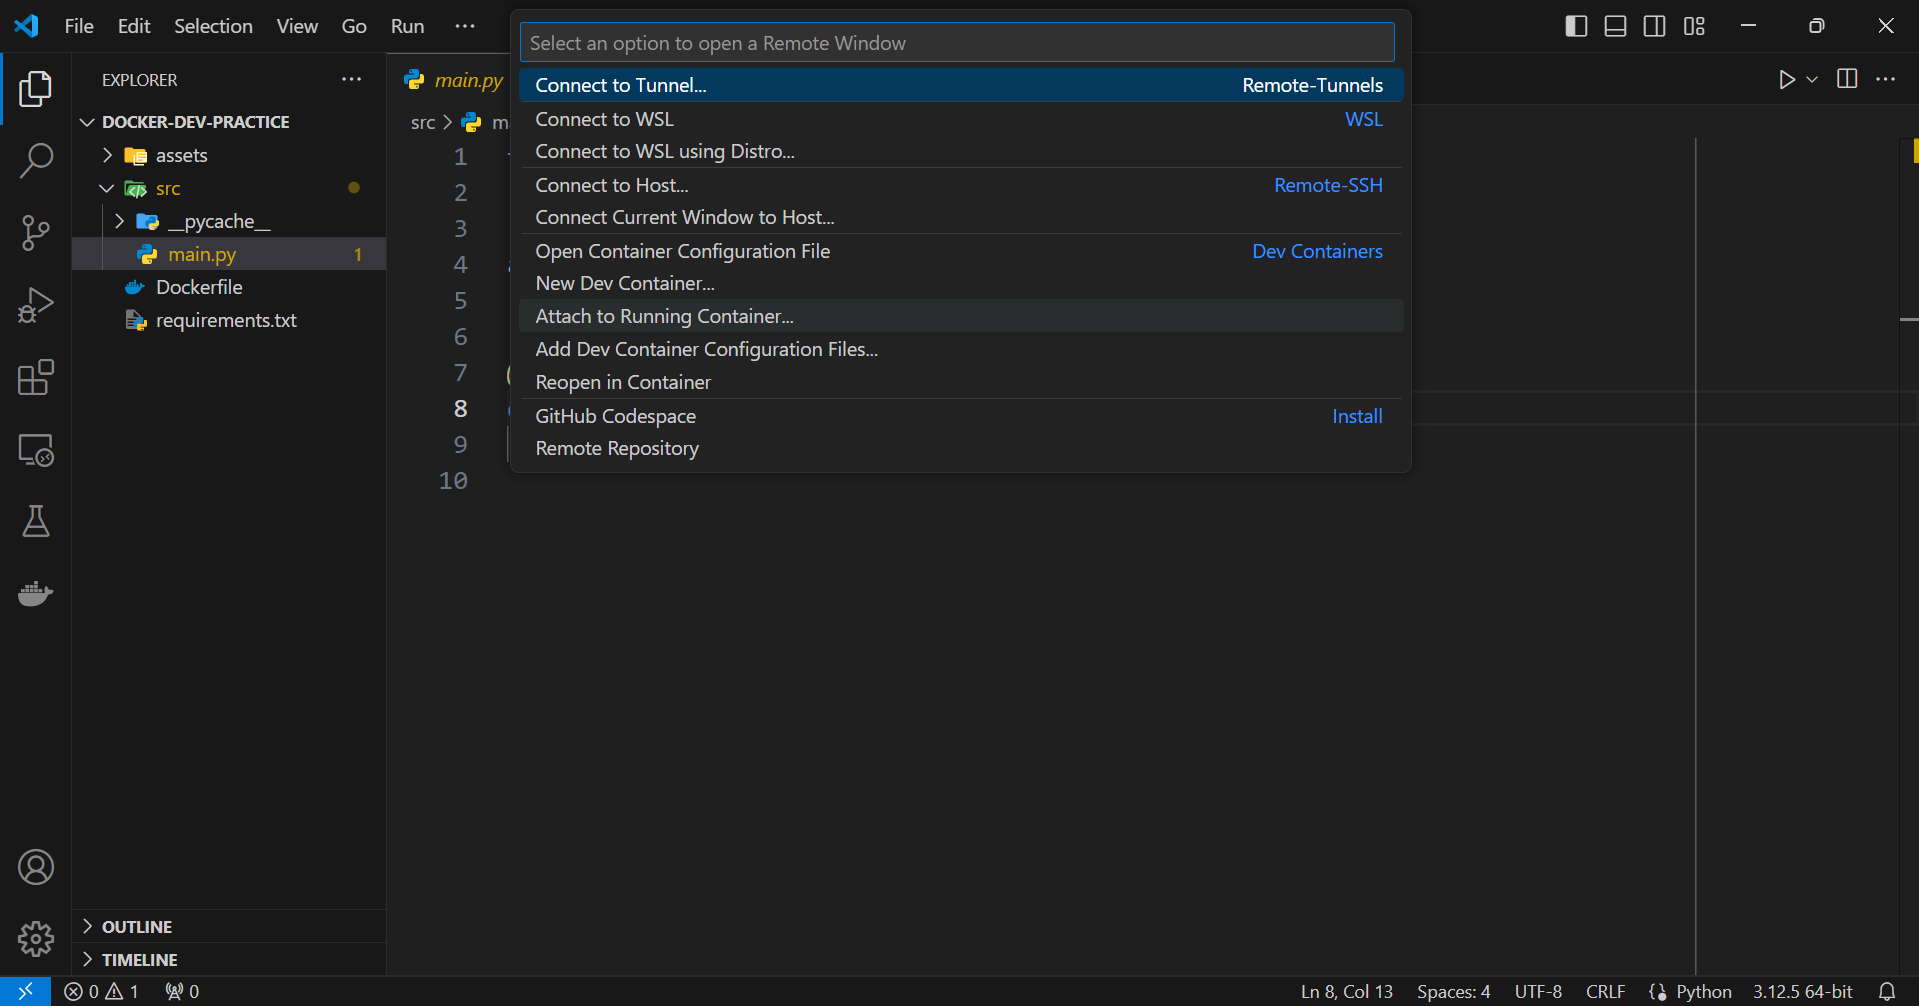 File Edit Selection View Go Run ···
Select an option to open a Remote Window
Connect to Tunnel... Remote-Tunnels
Connect to WSL WSL
Connect to WSL using Distro...
Connect to Host... Remote-SSH
Connect Current Window to Host...
Open Container Configuration File Dev Containers
New Dev Container...
Attach to Running Container...
Add Dev Container Configuration Files...
Reopen in Container
GitHub Codespace Install
Remote Repository
EXPLORER ···
DOCKER-DEV-PRACTICE
assets
src
__pycache__
main.py 1
Dockerfile
requirements.txt
OUTLINE
TIMELINE
main.py
src >
1
2
3
4
5
6
7
8
9
10
0 1 0
Ln 8, Col 13 Spaces: 4 UTF-8 CRLF Python 3.12.5 64-bit